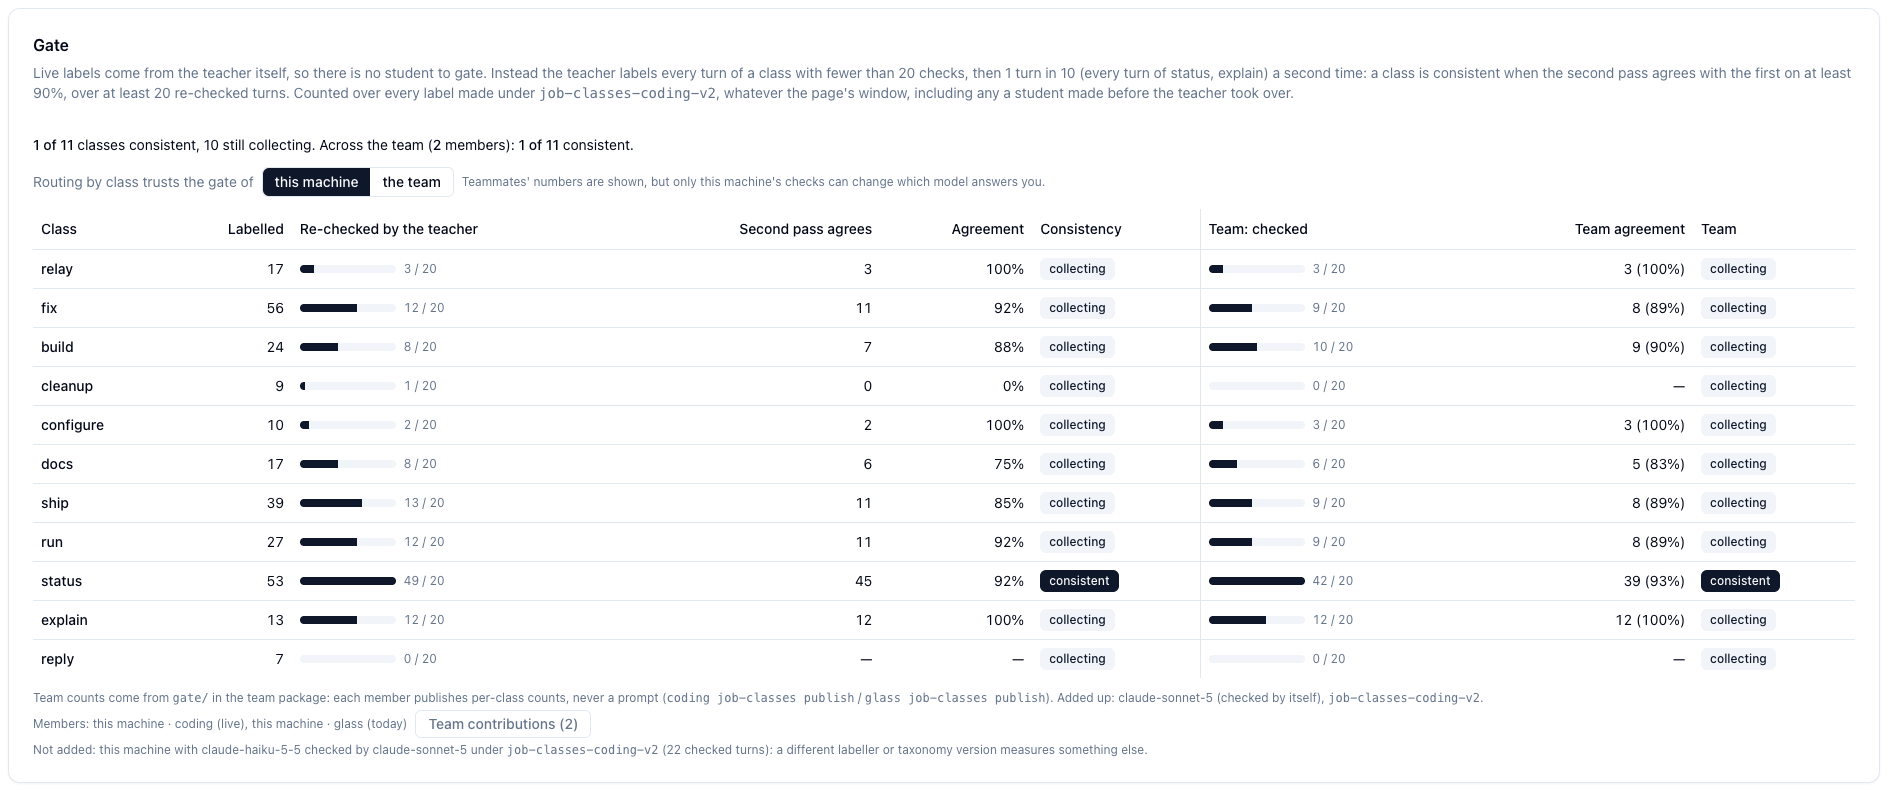 Gate
Live labels come from the teacher itself, so there is no student to gate. Instead the teacher labels every turn of a class with fewer than 20 checks, then 1 turn in 10 (every turn of status, explain) a second time: a class is consistent when the second pass agrees with the first on at least
90%, over at least 20 re-checked turns. Counted over every label made under job-classes-coding-v2, whatever the page's window, including any a student made before the teacher took over.
1 of 11 classes consistent, 10 still collecting. Across the team (2 members): 1 of 11 consistent.
Routing by class trusts the gate of this machine the team Teammates' numbers are shown, but only this machine's checks can change which model answers you.
Class Labelled Re-checked by the teacher Second pass agrees Agreement Consistency Team: checked Team agreement Team
relay 17 3 / 20 3 100% collecting 3 / 20 3 (100%) collecting
fix 56 12 / 20 11 92% collecting 9 / 20 8 (89%) collecting
build 24 8 / 20 7 88% collecting 10 / 20 9 (90%) collecting
cleanup 9 1 / 20 0 0% collecting 0 / 20 — collecting
configure 10 2 / 20 2 100% collecting 3 / 20 3 (100%) collecting
docs 17 8 / 20 6 75% collecting 6 / 20 5 (83%) collecting
ship 39 13 / 20 11 85% collecting 9 / 20 8 (89%) collecting
run 27 12 / 20 11 92% collecting 9 / 20 8 (89%) collecting
status 53 49 / 20 45 92% consistent 42 / 20 39 (93%) consistent
explain 13 12 / 20 12 100% collecting 12 / 20 12 (100%) collecting
reply 7 0 / 20 — — collecting 0 / 20 — collecting
Team counts come from gate/ in the team package: each member publishes per-class counts, never a prompt (coding job-classes publish / glass job-classes publish). Added up: claude-sonnet-5 (checked by itself), job-classes-coding-v2.
Members: this machine · coding (live), this machine · glass (today) Team contributions (2)
Not added: this machine with claude-haiku-5-5 checked by claude-sonnet-5 under job-classes-coding-v2 (22 checked turns): a different labeller or taxonomy version measures something else.